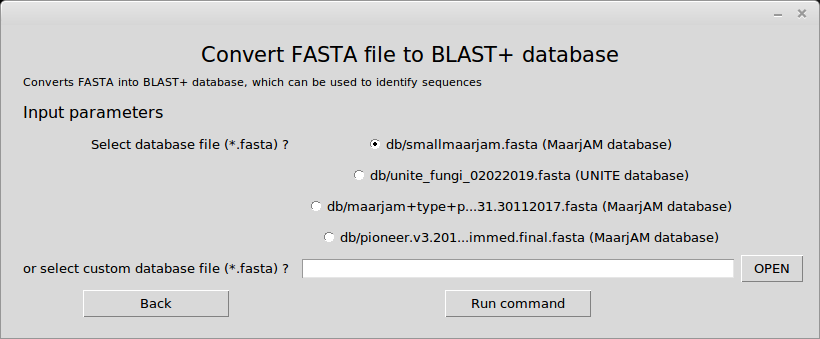 Convert FASTA file to BLAST+ database
Converts FASTA into BLAST+ database, which can be used to identify sequences
Input parameters
Select database file (*.fasta) ? db/smallmaarjam.fasta (MaarjAM database)
db/unite_fungi_02022019.fasta (UNITE database)
db/maarjam+type+p...31.30112017.fasta (MaarjAM database)
db/pioneer.v3.201...immed.final.fasta (MaarjAM database)
or select custom database file (*.fasta) ? OPEN
Back Run command